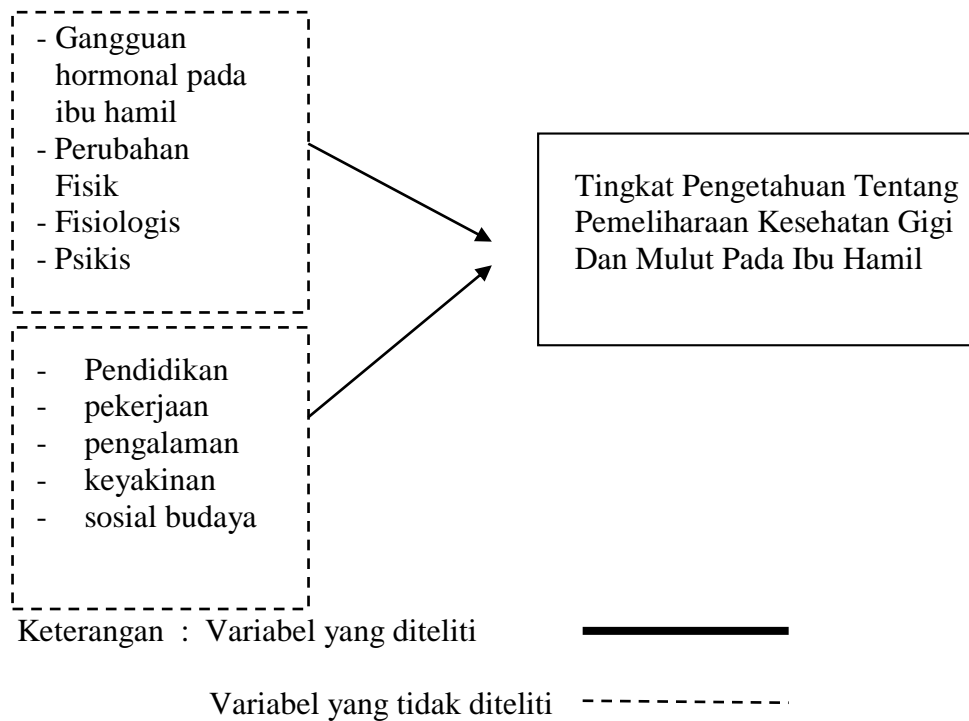 - Gangguan
hormonal pada
ibu hamil
- Perubahan
Fisik
- Fisiologis
- Psikis
Tingkat Pengetahuan Tentang
Pemeliharaan Kesehatan Gigi
Dan Mulut Pada Ibu Hamil
- Pendidikan
- pekerjaan
- pengalaman
- keyakinan
- sosial budaya
Keterangan : Variabel yang diteliti
Variabel yang tidak diteliti